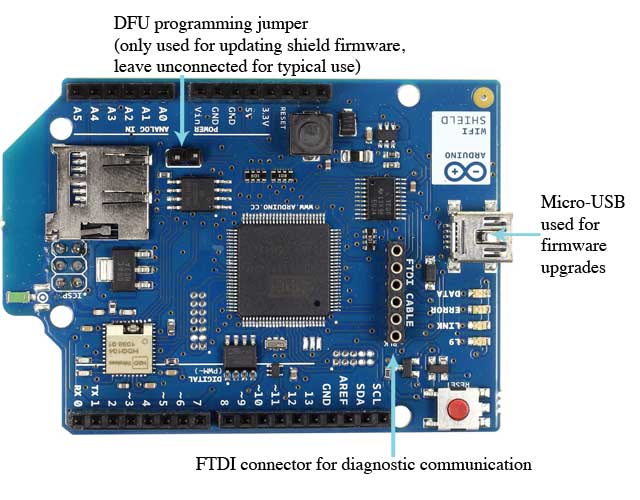 DFU programming jumper
(only used for updating shield firmware,
leave unconnected for typical use)
A5
A4
A3
A2
A1
A0
ANALOG IN
Vin
GND
GND
5V
3.3V
RESET
POWER
WIFI
SHIELD
ARDUINO
WWW.ARDUINO.CC
Micro-USB
used for
firmware
upgrades
FTDI CABLE
DATA
ERROR
LINK
L9
ICSP
HDG104
DIGITAL
(PWM~)
RX 0
TX 1
2
~3
4
~5
~6
7
8
~9
~10
~11
12
13
GND
AREF
SDA
SCL
RESET
FTDI connector for diagnostic communication